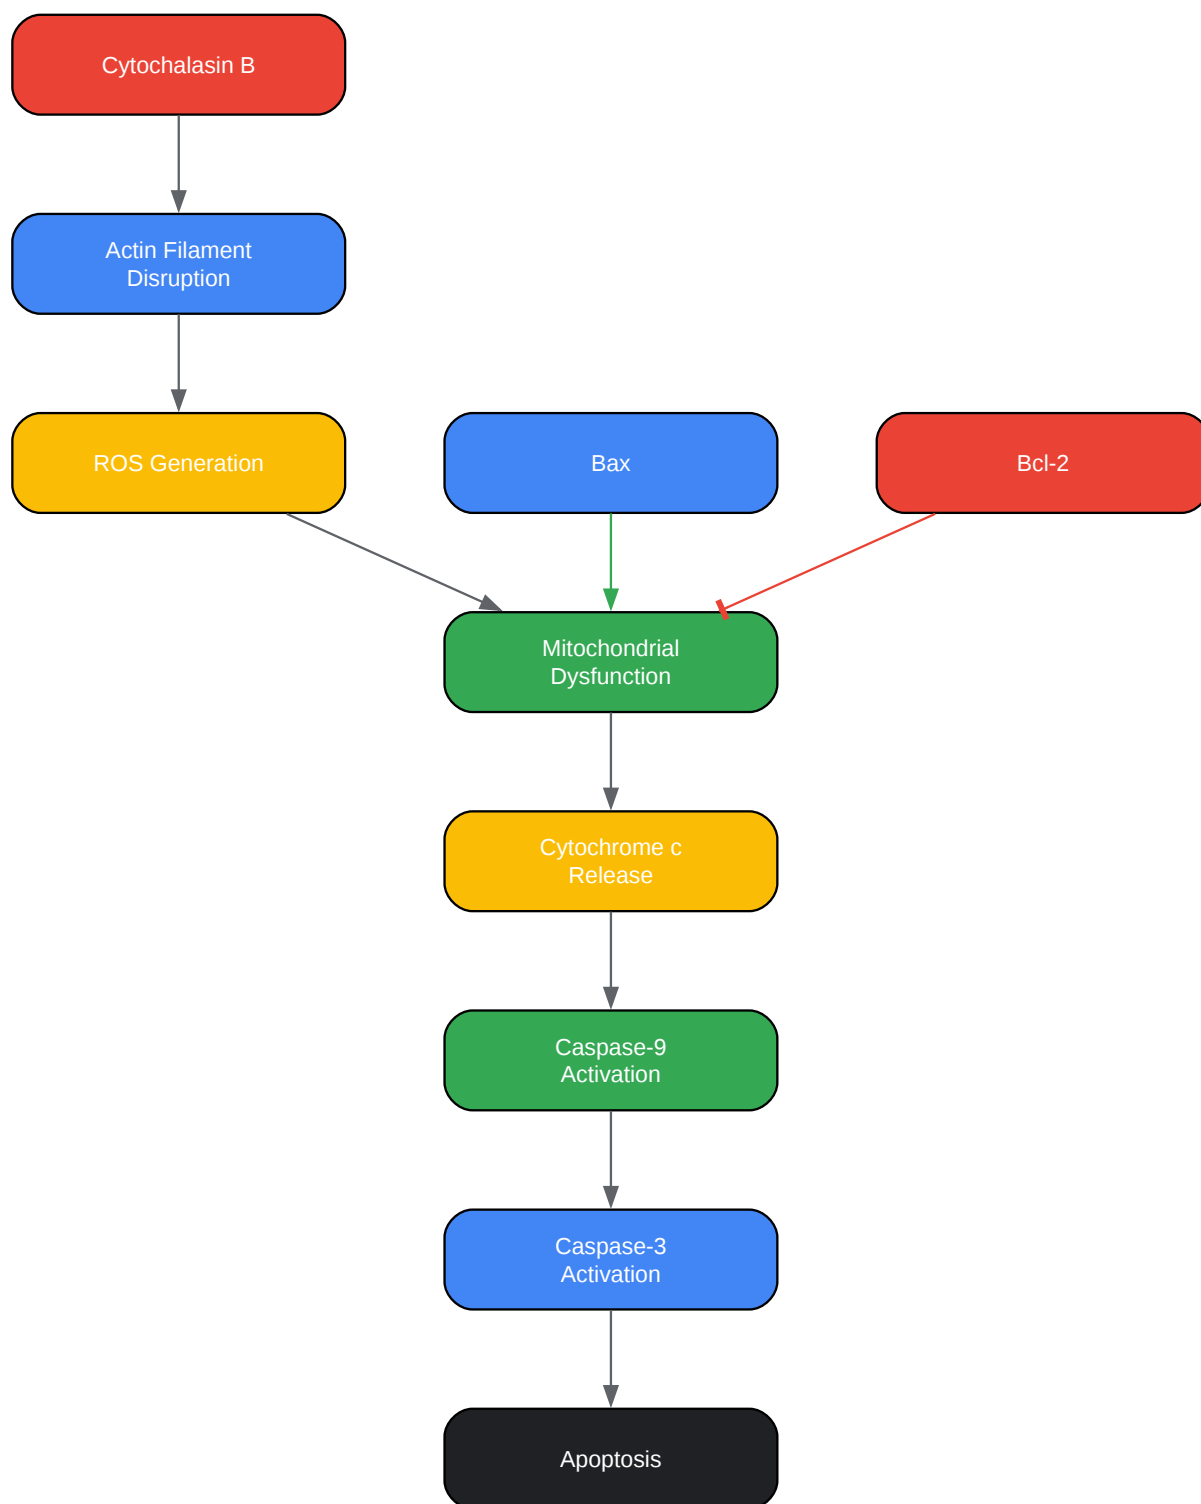 Cytochalasin B
Actin Filament
Disruption
ROS Generation
Bax
Bcl-2
Mitochondrial
Dysfunction
Cytochrome c
Release
Caspase-9
Activation
Caspase-3
Activation
Apoptosis